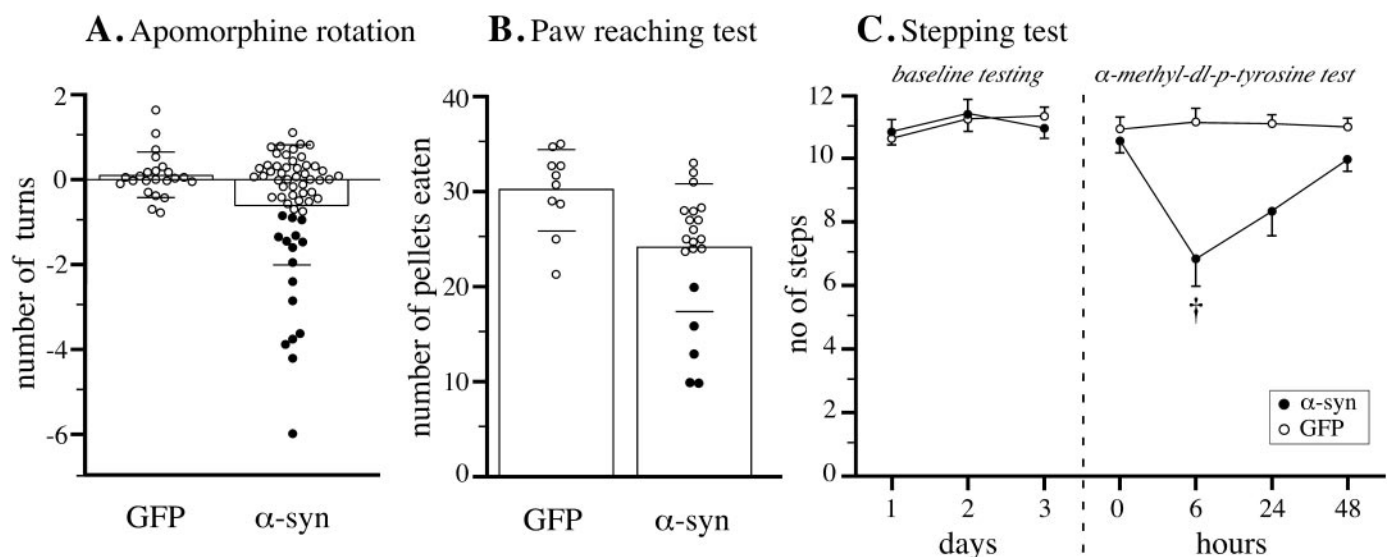 A. Apomorphine rotation
number of turns
2
0
-2
-4
-6
GFP α-syn
B. Paw reaching test
number of pellets eaten
40
30
20
10
0
GFP α-syn
C. Stepping test
baseline testing
α-methyl-dl-p-tyrosine test
no of steps
12
10
8
6
4
2
0
†
α-syn
GFP
1 2 3
days
0 6 24 48
hours